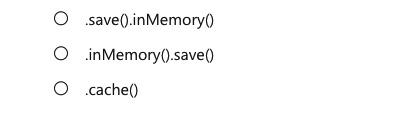 .save().inMemory()
.inMemory().save()
.cache()